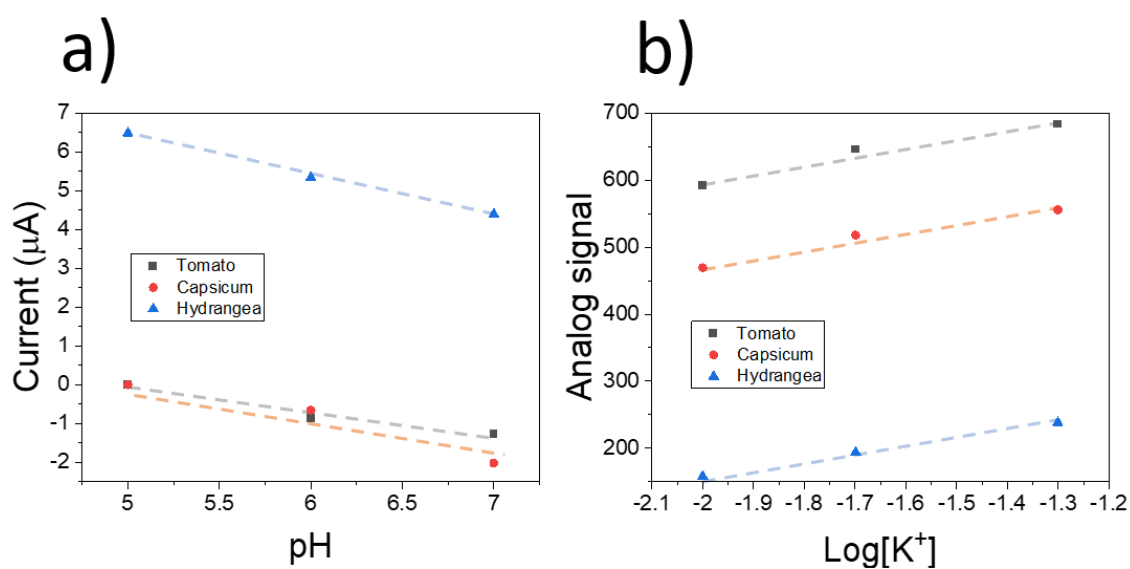 a)
7
6
5
4
3
2
1
0
-1
-2
Current (μA)
Tomato
Capsicum
Hydrangea
5 5.5 6 6.5 7
pH
b)
700
600
500
400
300
200
Analog signal
Tomato
Capsicum
Hydrangea
-2.1 -2 -1.9 -1.8 -1.7 -1.6 -1.5 -1.4 -1.3 -1.2
Log[K⁺]